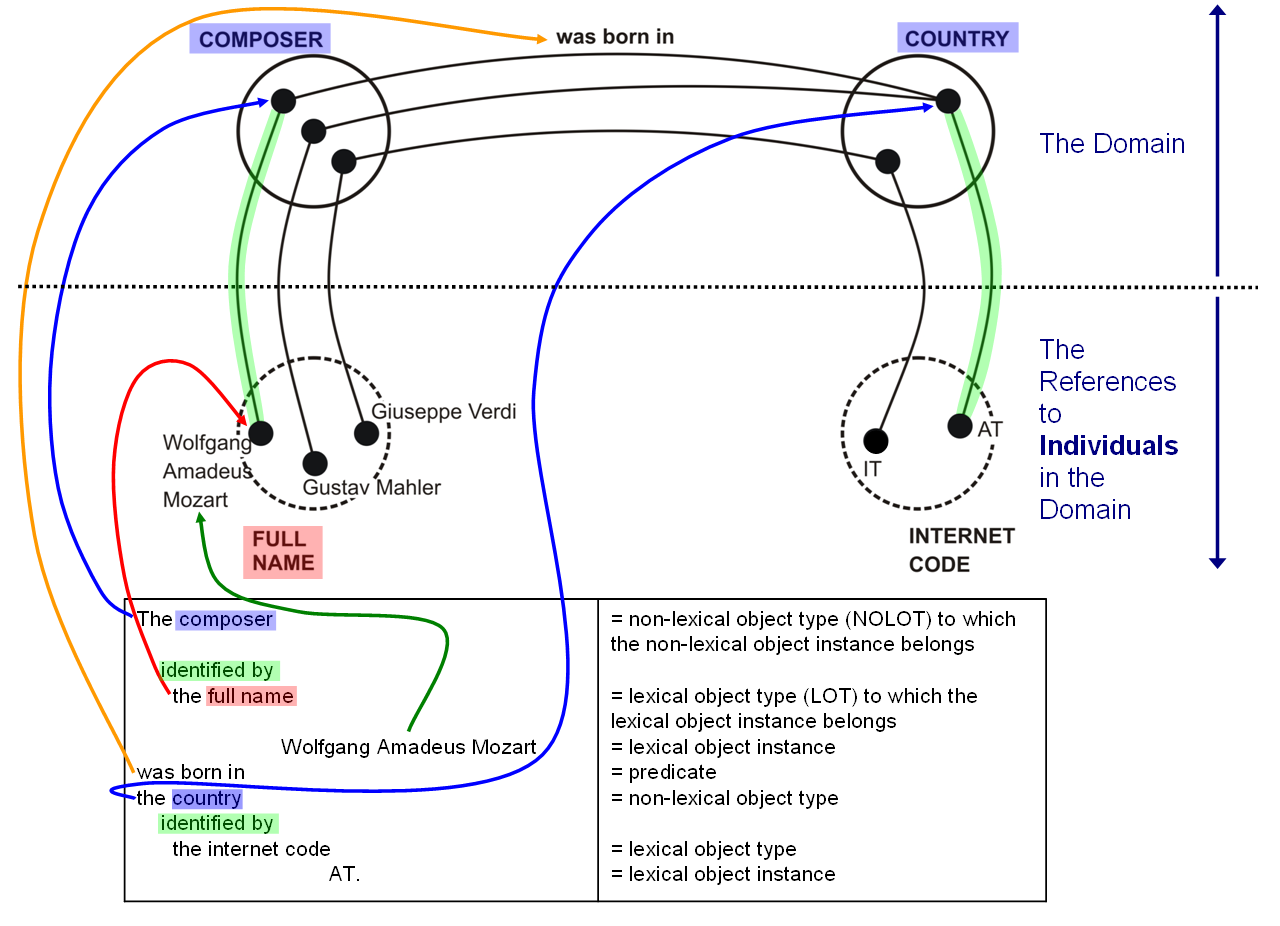 COMPOSER
was born in
COUNTRY
The Domain
The
References
to
Individuals
in the
Domain
Giuseppe Verdi
Wolfgang
Amadeus
Mozart
Gustav Mahler
AT
IT
FULL
NAME
INTERNET
CODE
The composer
= non-lexical object type (NOLOT) to which
the non-lexical object instance belongs
identified by
the full name
= lexical object type (LOT) to which the
lexical object instance belongs
Wolfgang Amadeus Mozart
= lexical object instance
was born in
= predicate
the country
= non-lexical object type
identified by
the internet code
= lexical object type
AT.
= lexical object instance